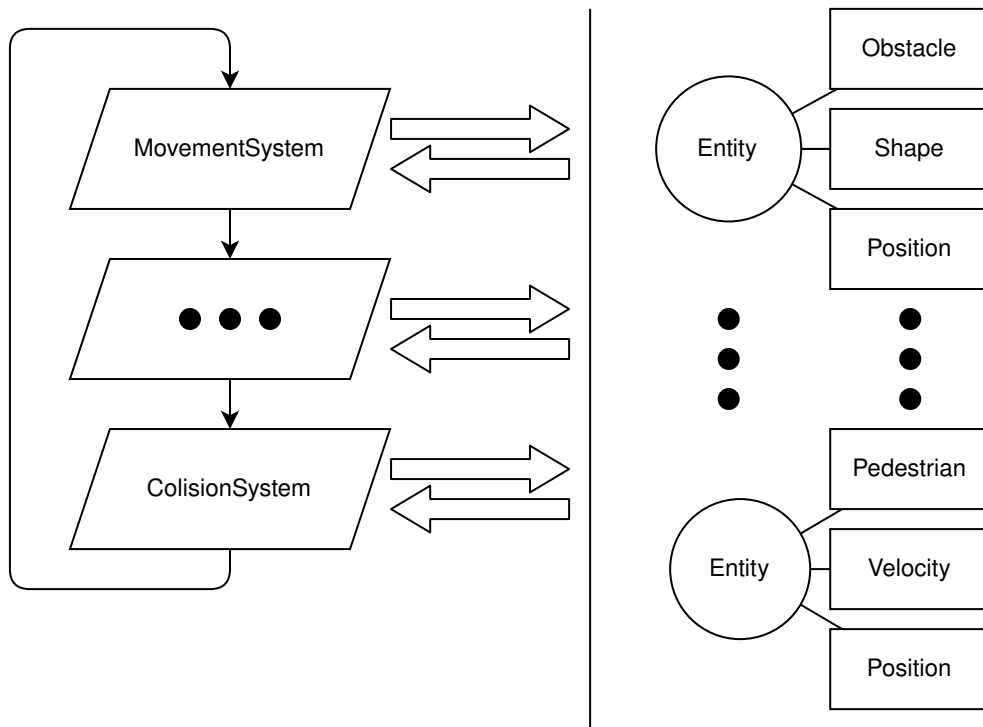 MovementSystem
ColisionSystem
Entity
Obstacle
Shape
Position
Entity
Pedestrian
Velocity
Position